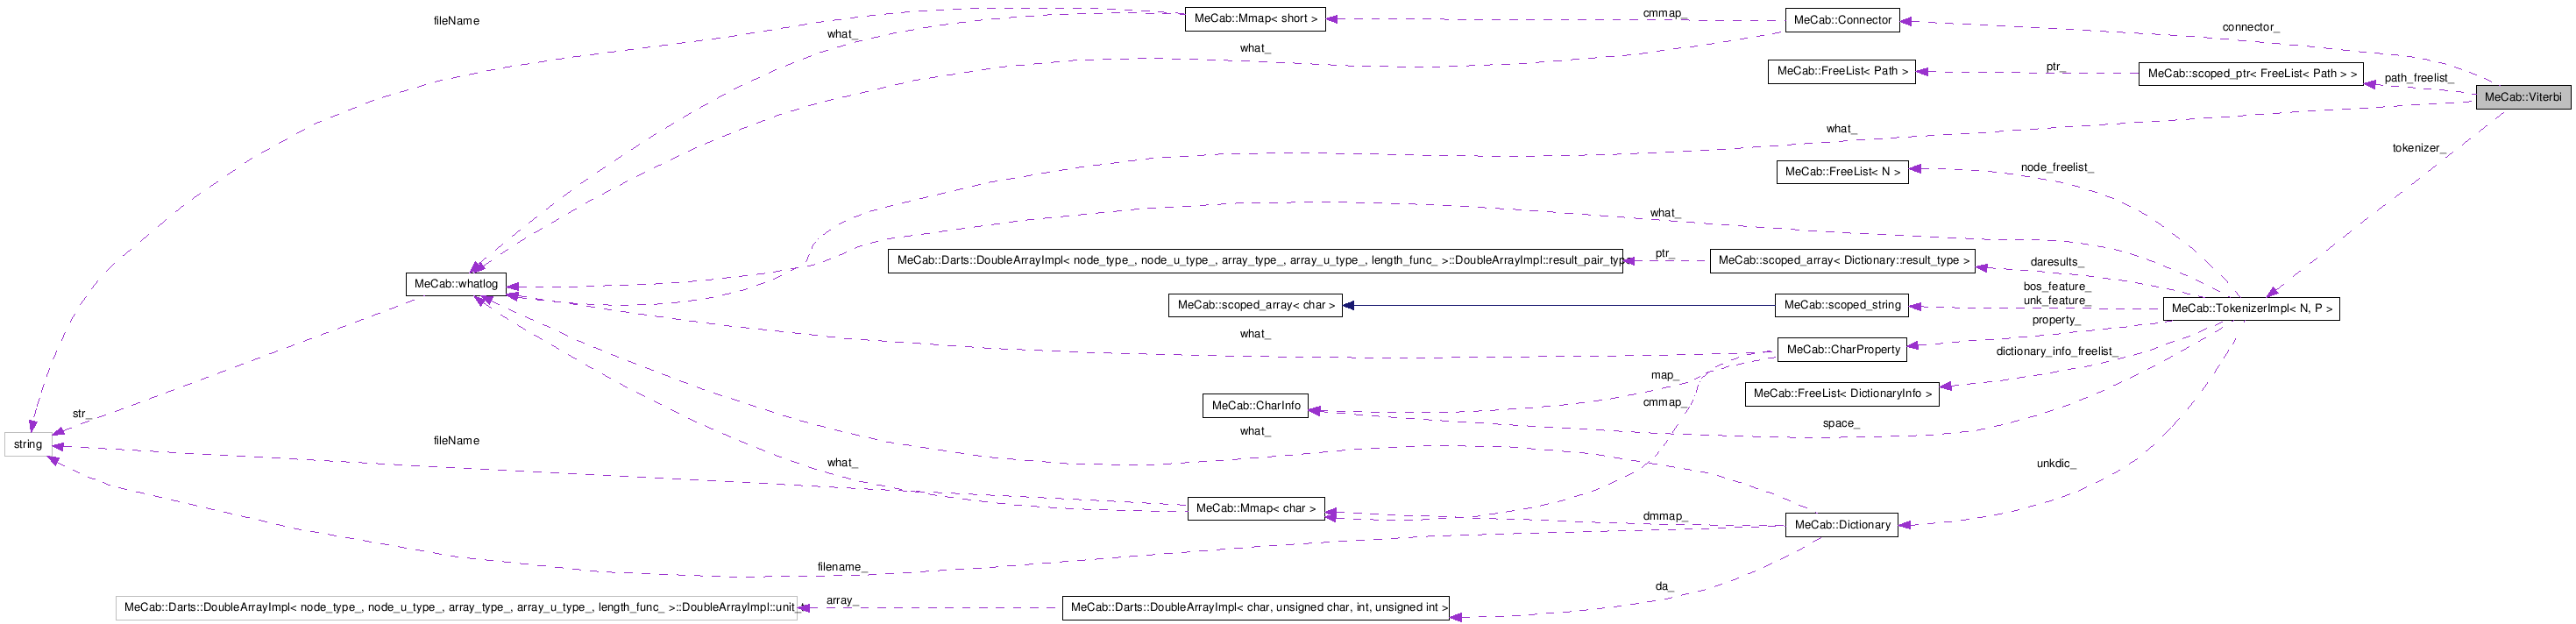 fileName
MeCab::Mmap< short >
cmmap_
MeCab::Connector
connector_
what_
what_
MeCab::FreeList< Path >
ptr_
MeCab::scoped_ptr< FreeList< Path > >
path_freelist_
MeCab::Viterbi
what_
tokenizer_
MeCab::FreeList< N >
node_freelist_
what_
MeCab::Darts::DoubleArrayImpl< node_type_, node_u_type_, array_type_, array_u_type_, length_func_ >::DoubleArrayImpl::result_pair_type
ptr_
MeCab::scoped_array< Dictionary::result_type >
daresults_
MeCab::whatlog
bos_feature_
unk_feature_
MeCab::scoped_array< char >
MeCab::scoped_string
MeCab::TokenizerImpl< N, P >
property_
what_
MeCab::CharProperty
dictionary_info_freelist_
map_
MeCab::FreeList< DictionaryInfo >
cmmap_
MeCab::CharInfo
space_
str_
string
fileName
what_
what_
unkdic_
MeCab::Mmap< char >
dmmap_
MeCab::Dictionary
filename_
da_
MeCab::Darts::DoubleArrayImpl< node_type_, node_u_type_, array_type_, array_u_type_, length_func_ >::DoubleArrayImpl::unit_t
array_
MeCab::Darts::DoubleArrayImpl< char, unsigned char, int, unsigned int >